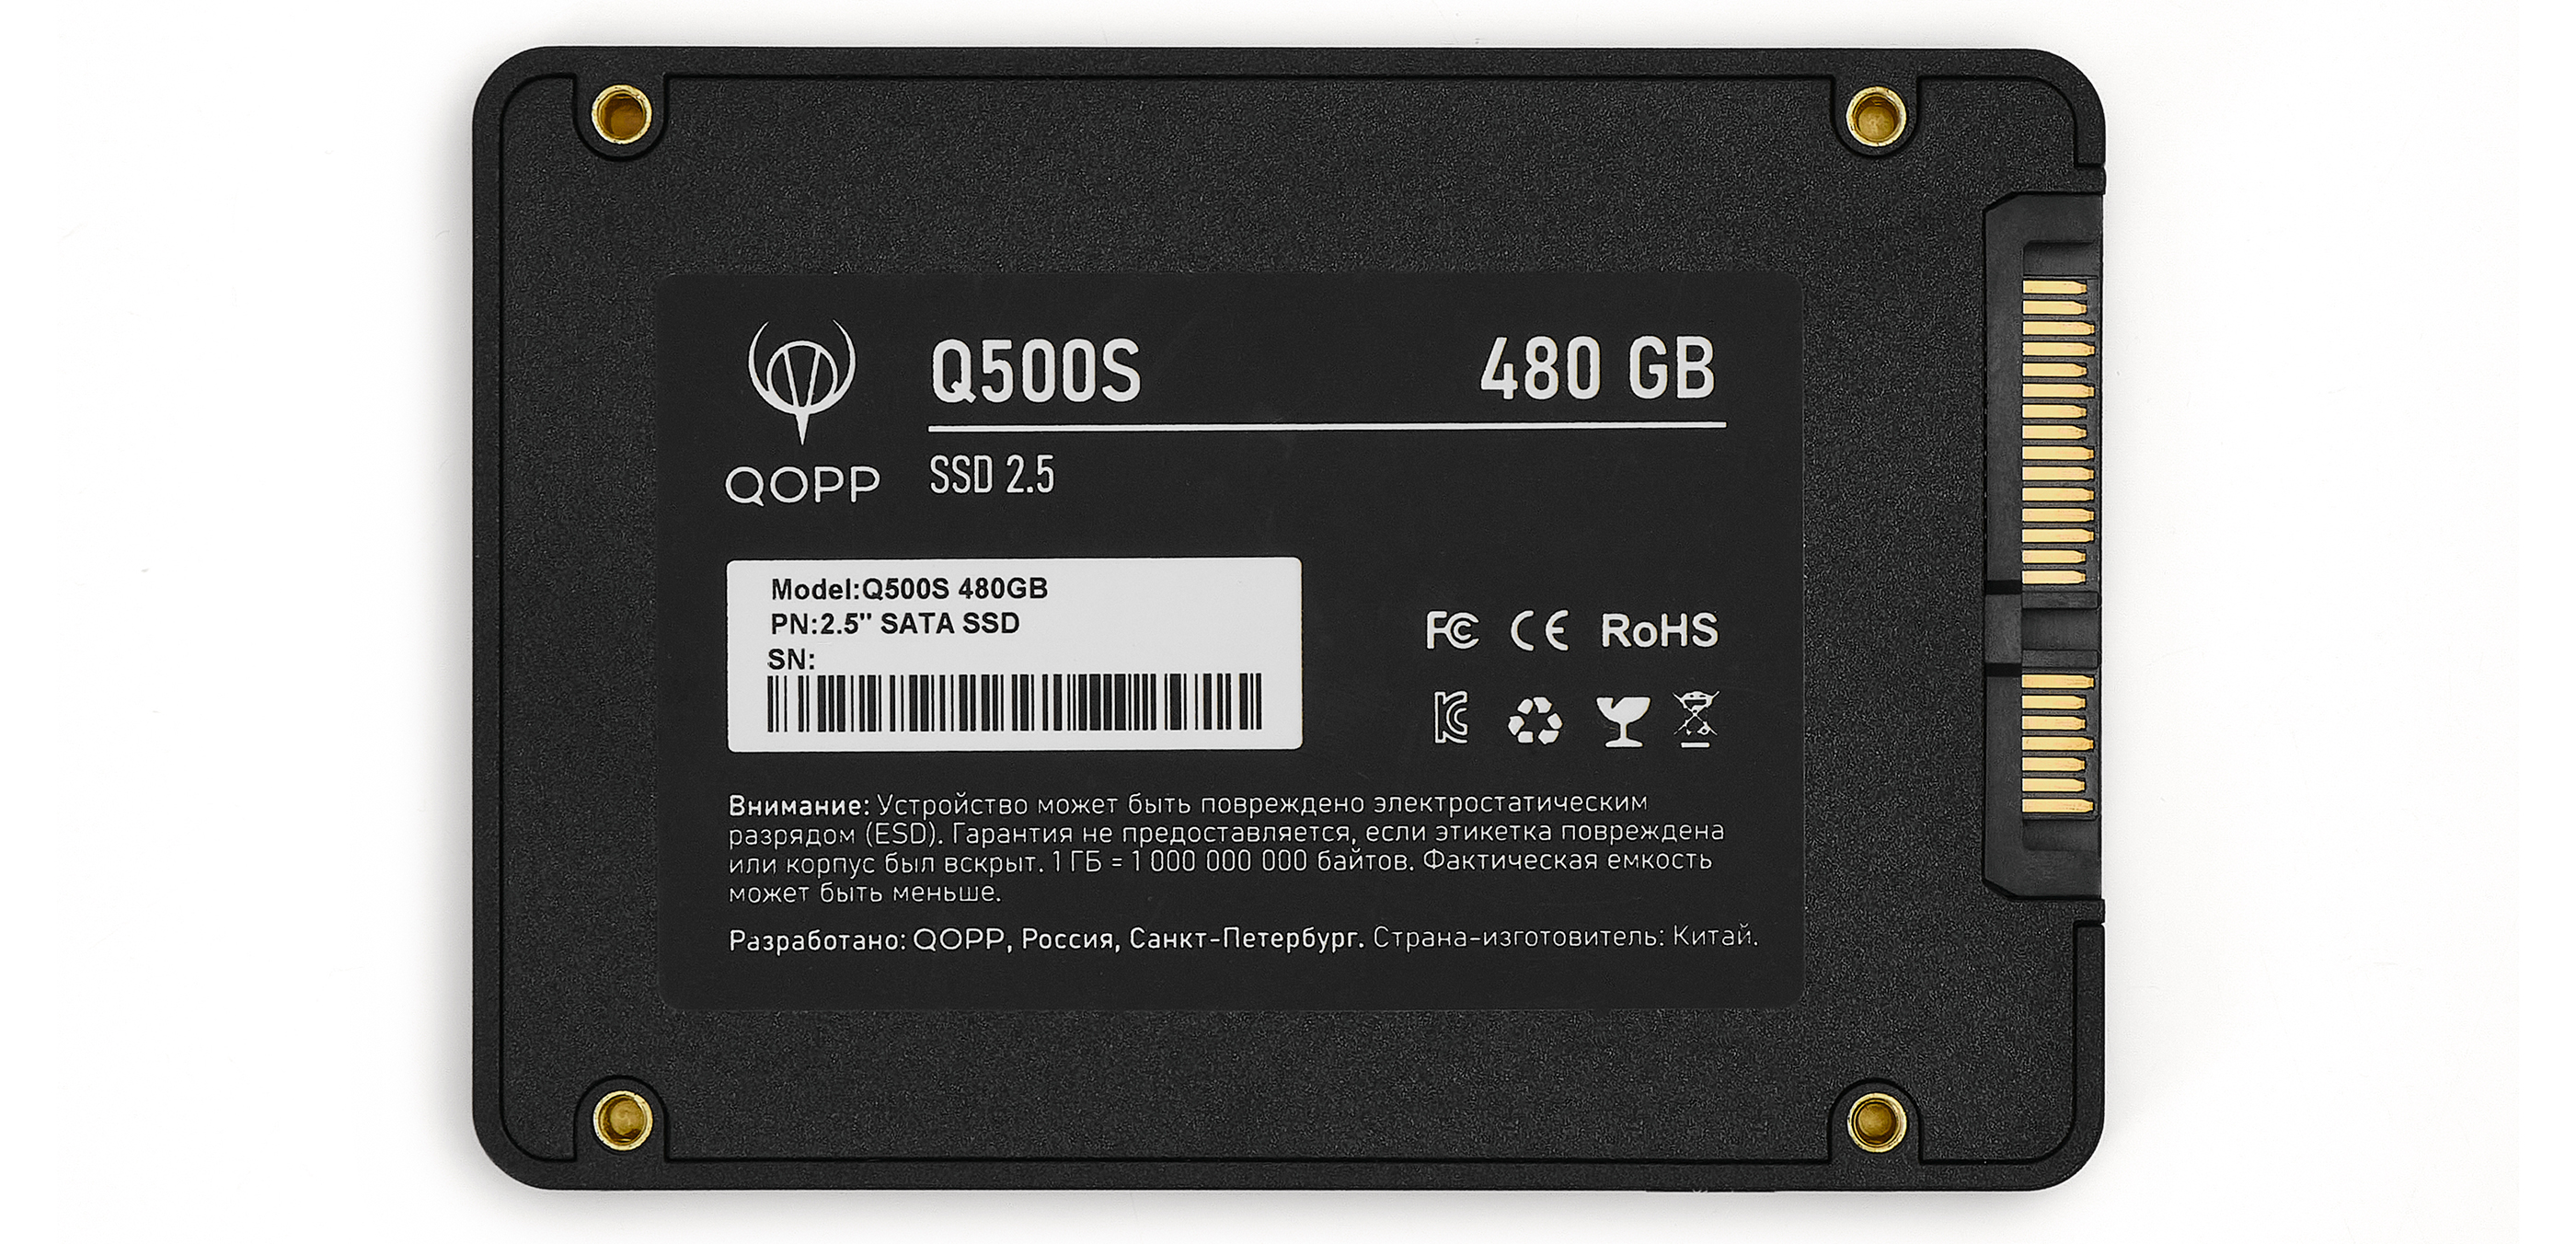 Q500S 480 GB
QOPP
SSD 2.5
Model:Q500S 480GB
PN:2.5" SATA SSD
SN:
FC CE RoHS
KC
Внимание: Устройство может быть повреждено электростатическим
разрядом (ESD). Гарантия не предоставляется, если этикетка повреждена
или корпус был вскрыт. 1 ГБ = 1 000 000 000 байтов. Фактическая емкость
может быть меньше.
Разработано: QOPP, Россия, Санкт-Петербург. Страна-изготовитель: Китай.